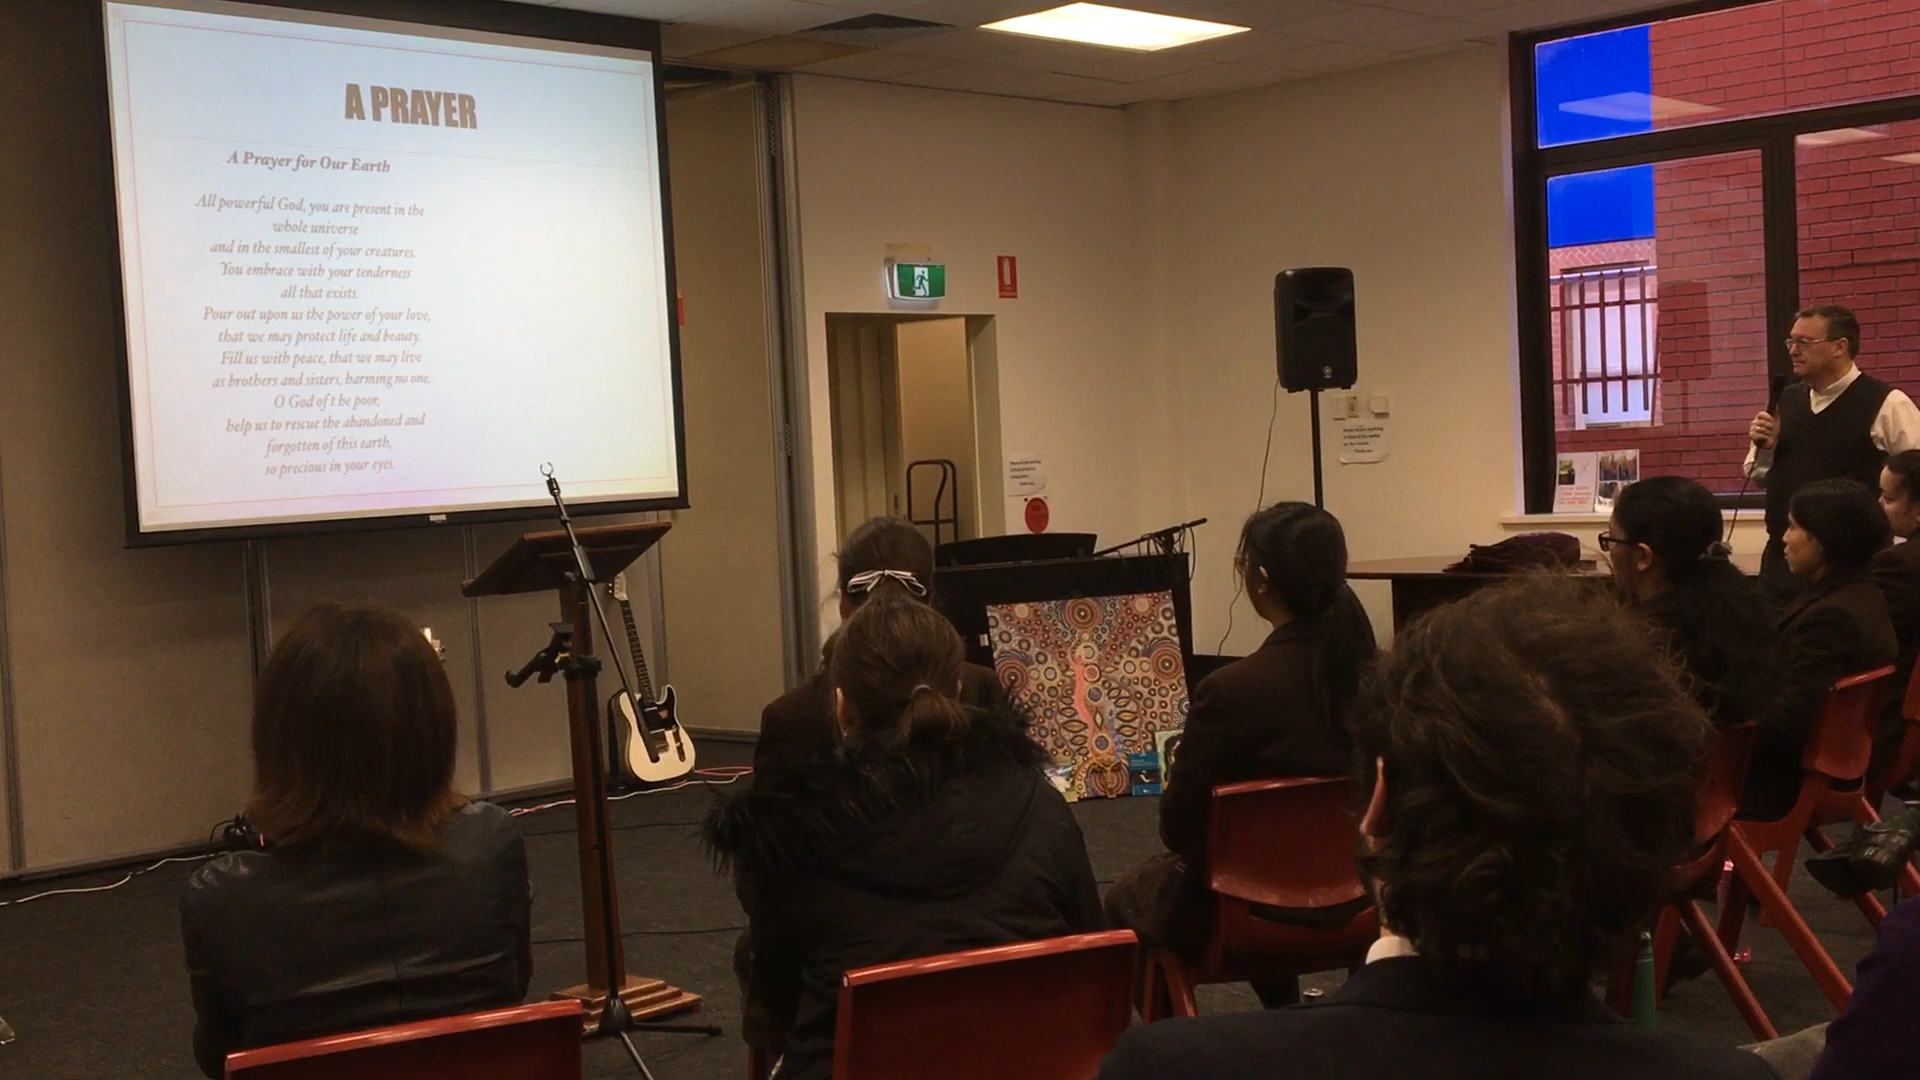 A PRAYER
A Prayer for Our Earth
All powerful God, you are present in the
whole universe
and in the smallest of your creatures.
You embrace with your tenderness
all that exists.
Pour out upon us the power of your love,
that we may protect life and beauty.
Fill us with peace, that we may live
as brothers and sisters, harming no one.
O God of t he poor,
help us to rescue the abandoned and
forgotten of this earth,
so precious in your eyes.